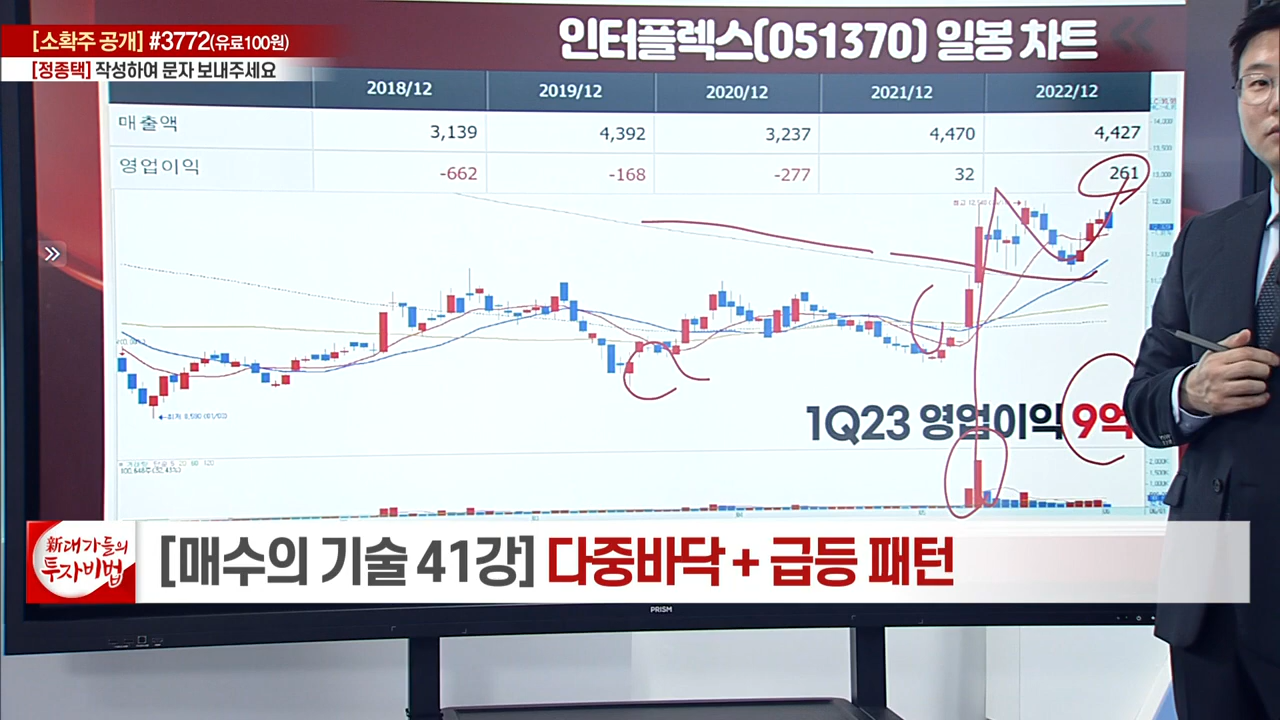 [소확주 공개] #3772(유료100원)
[정종택] 작성하여 문자 보내주세요
인터플렉스(051370) 일봉 차트
2018/12 2019/12 2020/12 2021/12 2022/12
매출액 3,139 4,392 3,237 4,470 4,427
영업이익 -662 -168 -277 32 261
1Q23 영업이익 9억
新대가들의
투자비법
[매수의 기술 41강] 다중바닥 + 급등 패턴
PRISM